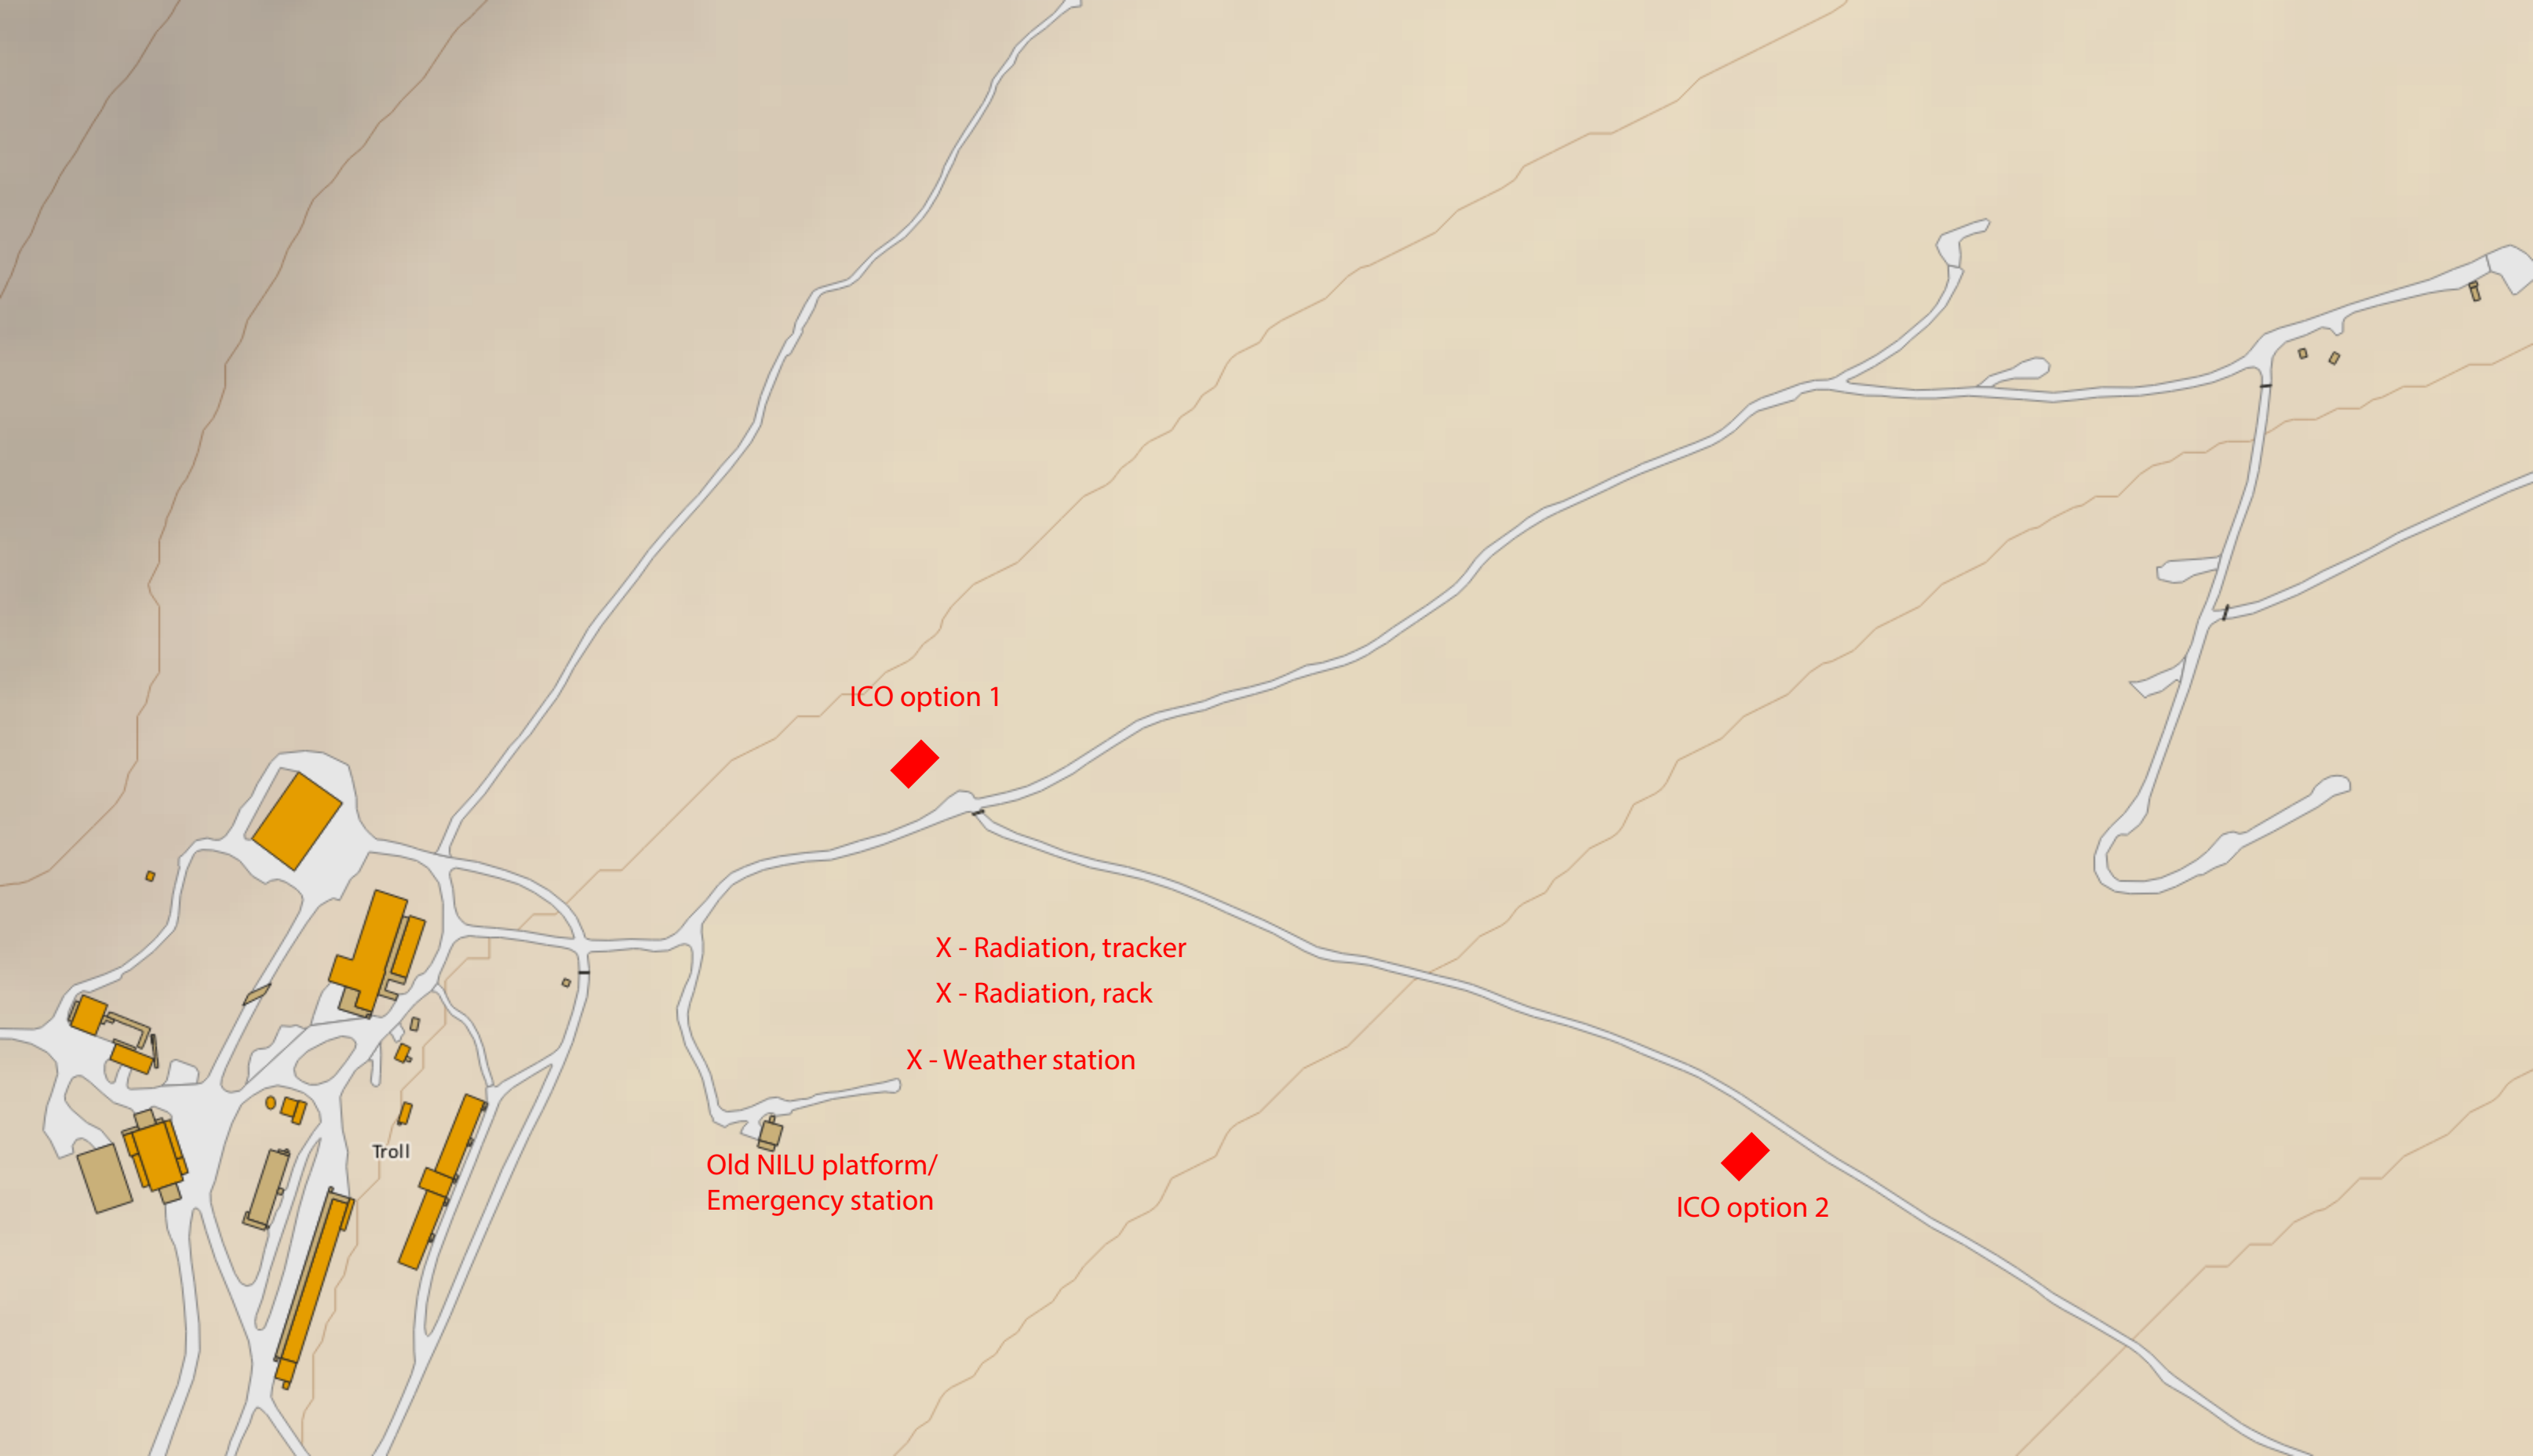 ICO option 1
X - Radiation, tracker
X - Radiation, rack
X - Weather station
Troll
Old NILU platform/
Emergency station
ICO option 2